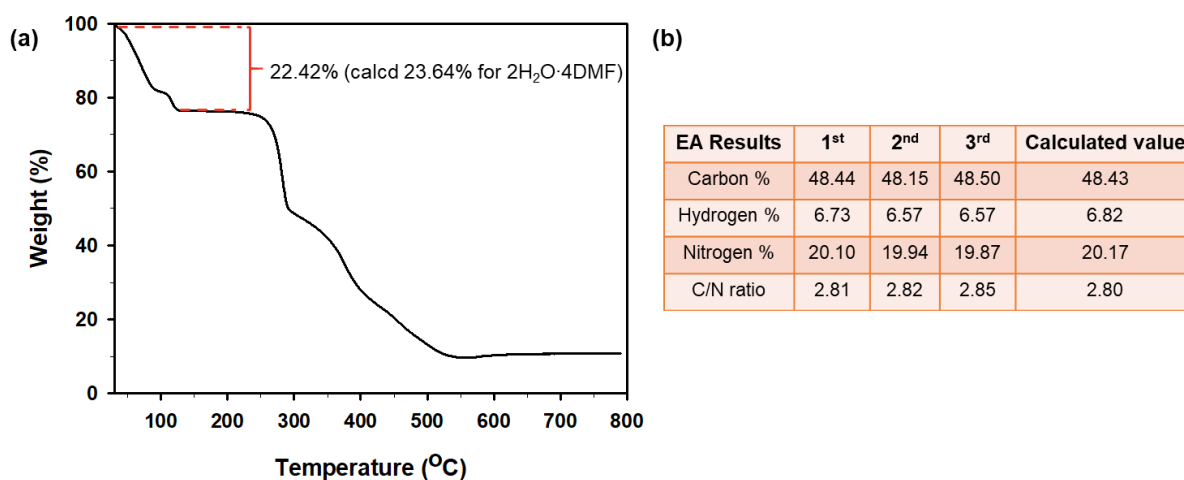 (a)
100
80
60
40
20
0
Weight (%)
22.42% (calcd 23.64% for 2H₂O·4DMF)
100 200 300 400 500 600 700 800
Temperature (ᴼC)
(b)
EA Results 1ˢᵗ 2ⁿᵈ 3ʳᵈ Calculated value
Carbon % 48.44 48.15 48.50 48.43
Hydrogen % 6.73 6.57 6.57 6.82
Nitrogen % 20.10 19.94 19.87 20.17
C/N ratio 2.81 2.82 2.85 2.80